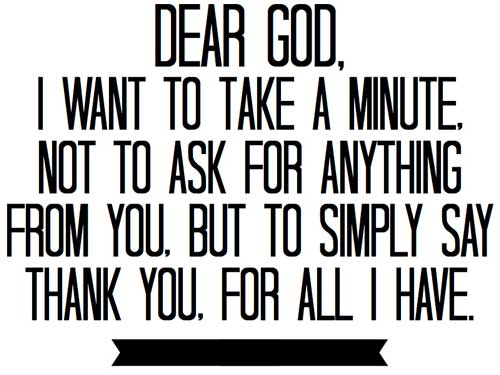 DEAR GOD,
I WANT TO TAKE A MINUTE,
NOT TO ASK FOR ANYTHING
FROM YOU, BUT TO SIMPLY SAY
THANK YOU, FOR ALL I HAVE.